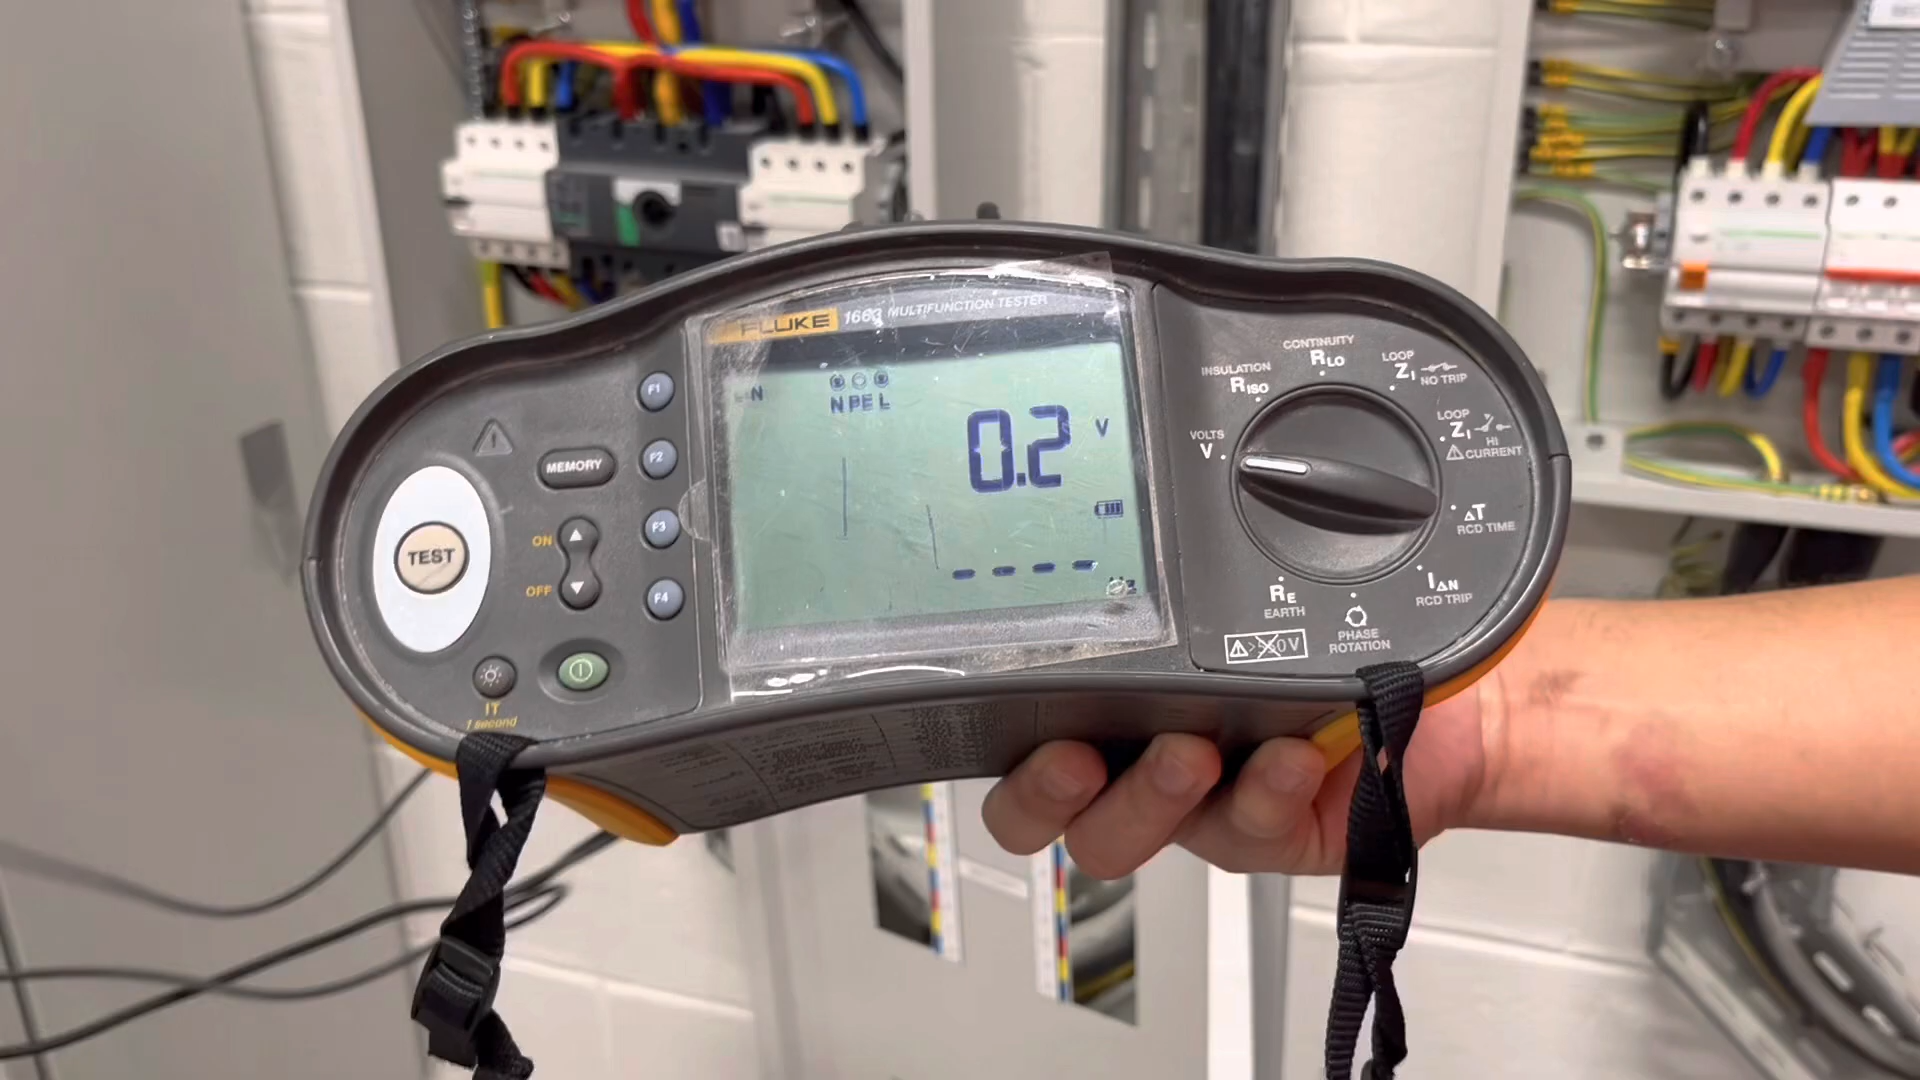 FLUKE 1663 MULTIFUNCTION TESTER
L-N
N PE L
0.2 V
F1
F2
F3
F4
MEMORY
ON
OFF
TEST
IT
1 second
VOLTS
V
INSULATION
RISO
CONTINUITY
RLO
LOOP
ZI
NO TRIP
LOOP
ZI
HI
CURRENT
ΔT
RCD TIME
IΔN
RCD TRIP
PHASE
ROTATION
RE
EARTH
>550V